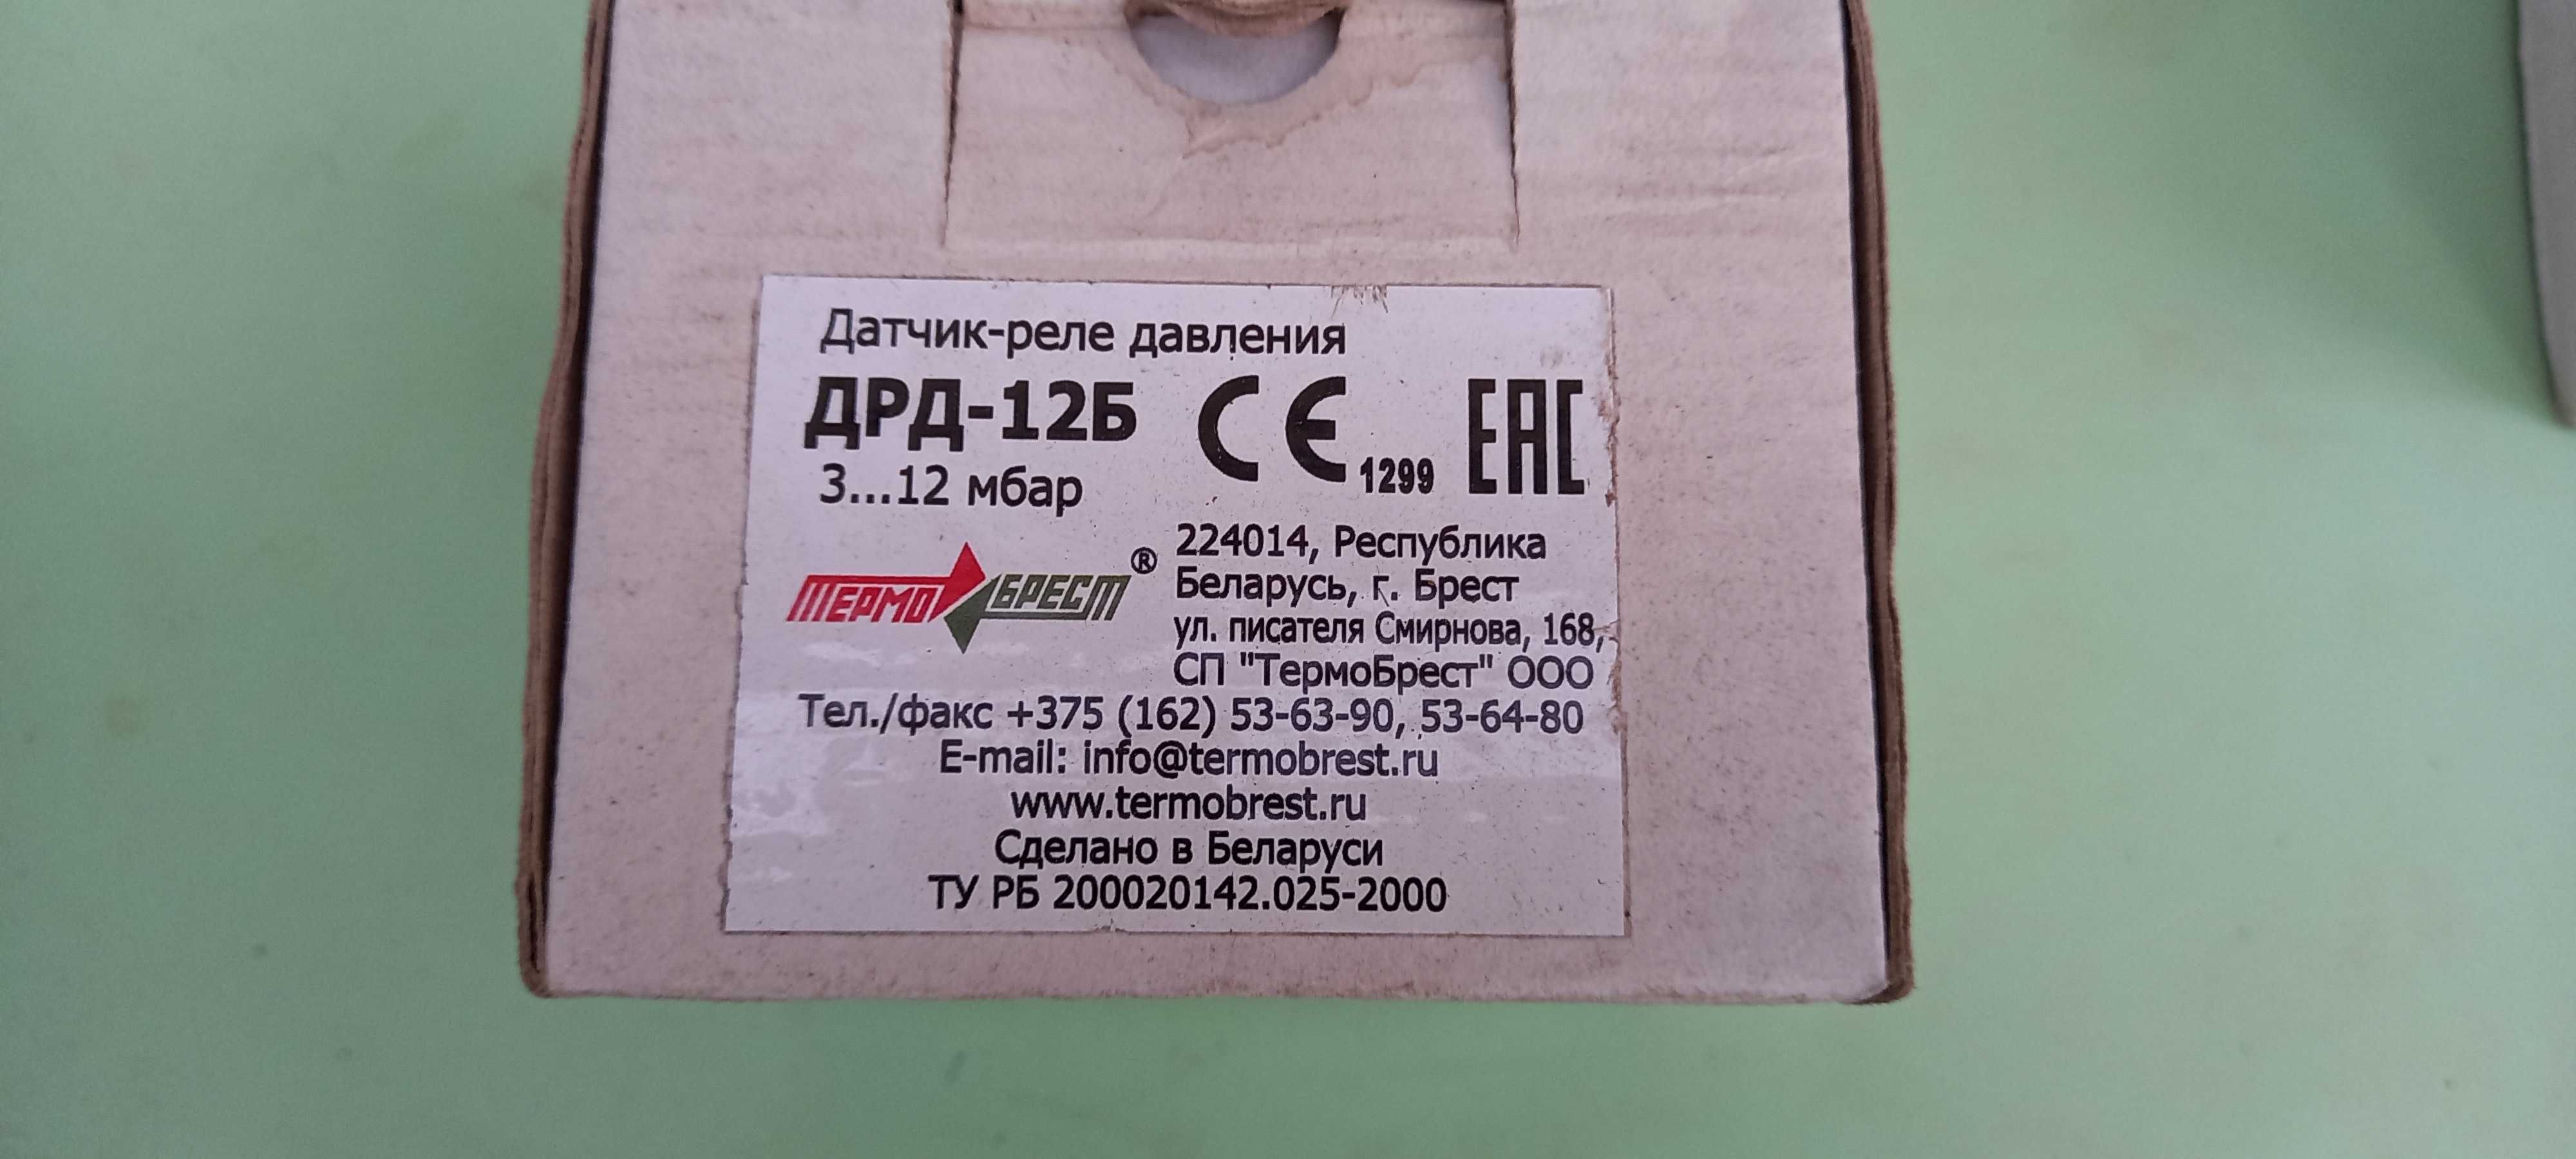 Датчик-реле давления
ДРД-12Б CE 1299 EAC
3...12 мбар
ТЕРМОБРЕСТ®
224014, Республика
Беларусь, г. Брест
ул. писателя Смирнова, 168,
СП "ТермоБрест" ООО
Тел./факс +375 (162) 53-63-90, 53-64-80
E-mail: info@termobrest.ru
www.termobrest.ru
Сделано в Беларуси
ТУ РБ 200020142.025-2000